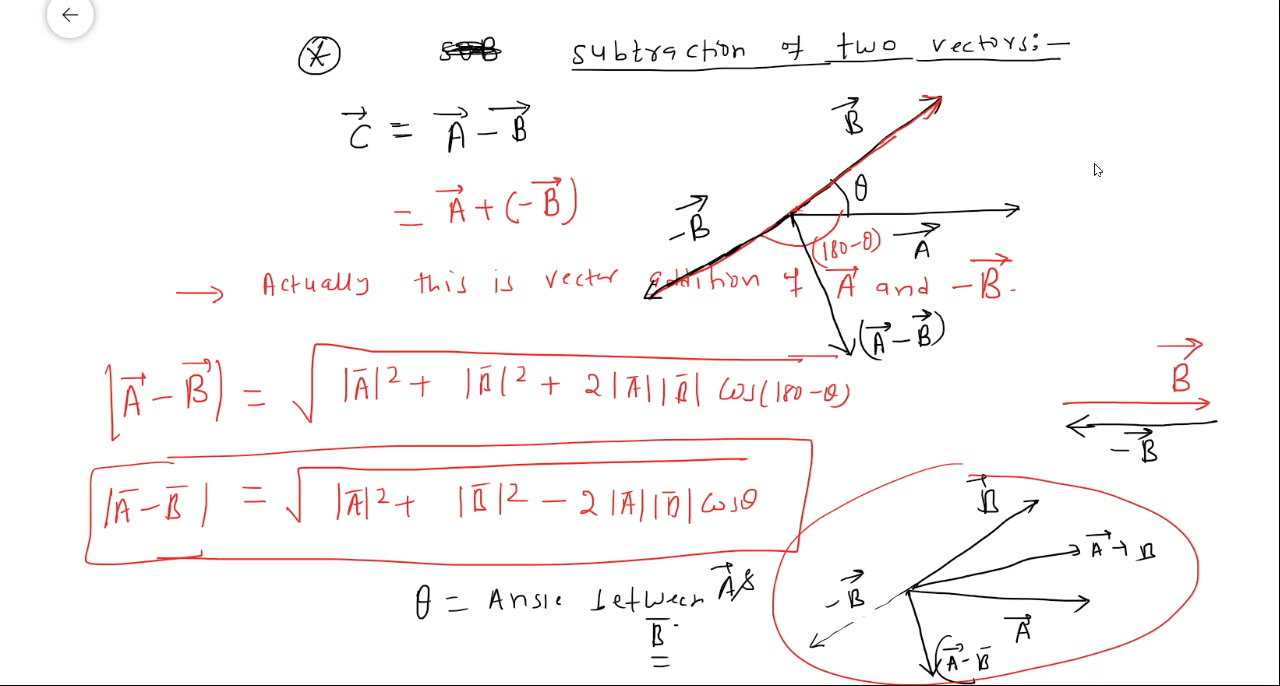 * subtraction of two vectors:-
C = A - B
B
θ
= A + (-B)
-B
(180-θ)
A
→ Actually this is vector addition of A and -B.
(A - B)
|A - B| = √|A|² + |B|² + 2|A||B| cos(180-θ)
B
-B
|A - B| = √|A|² + |B|² - 2|A||B| cosθ
B
A + B
-B
A
(A - B
θ = Angle between A &
B